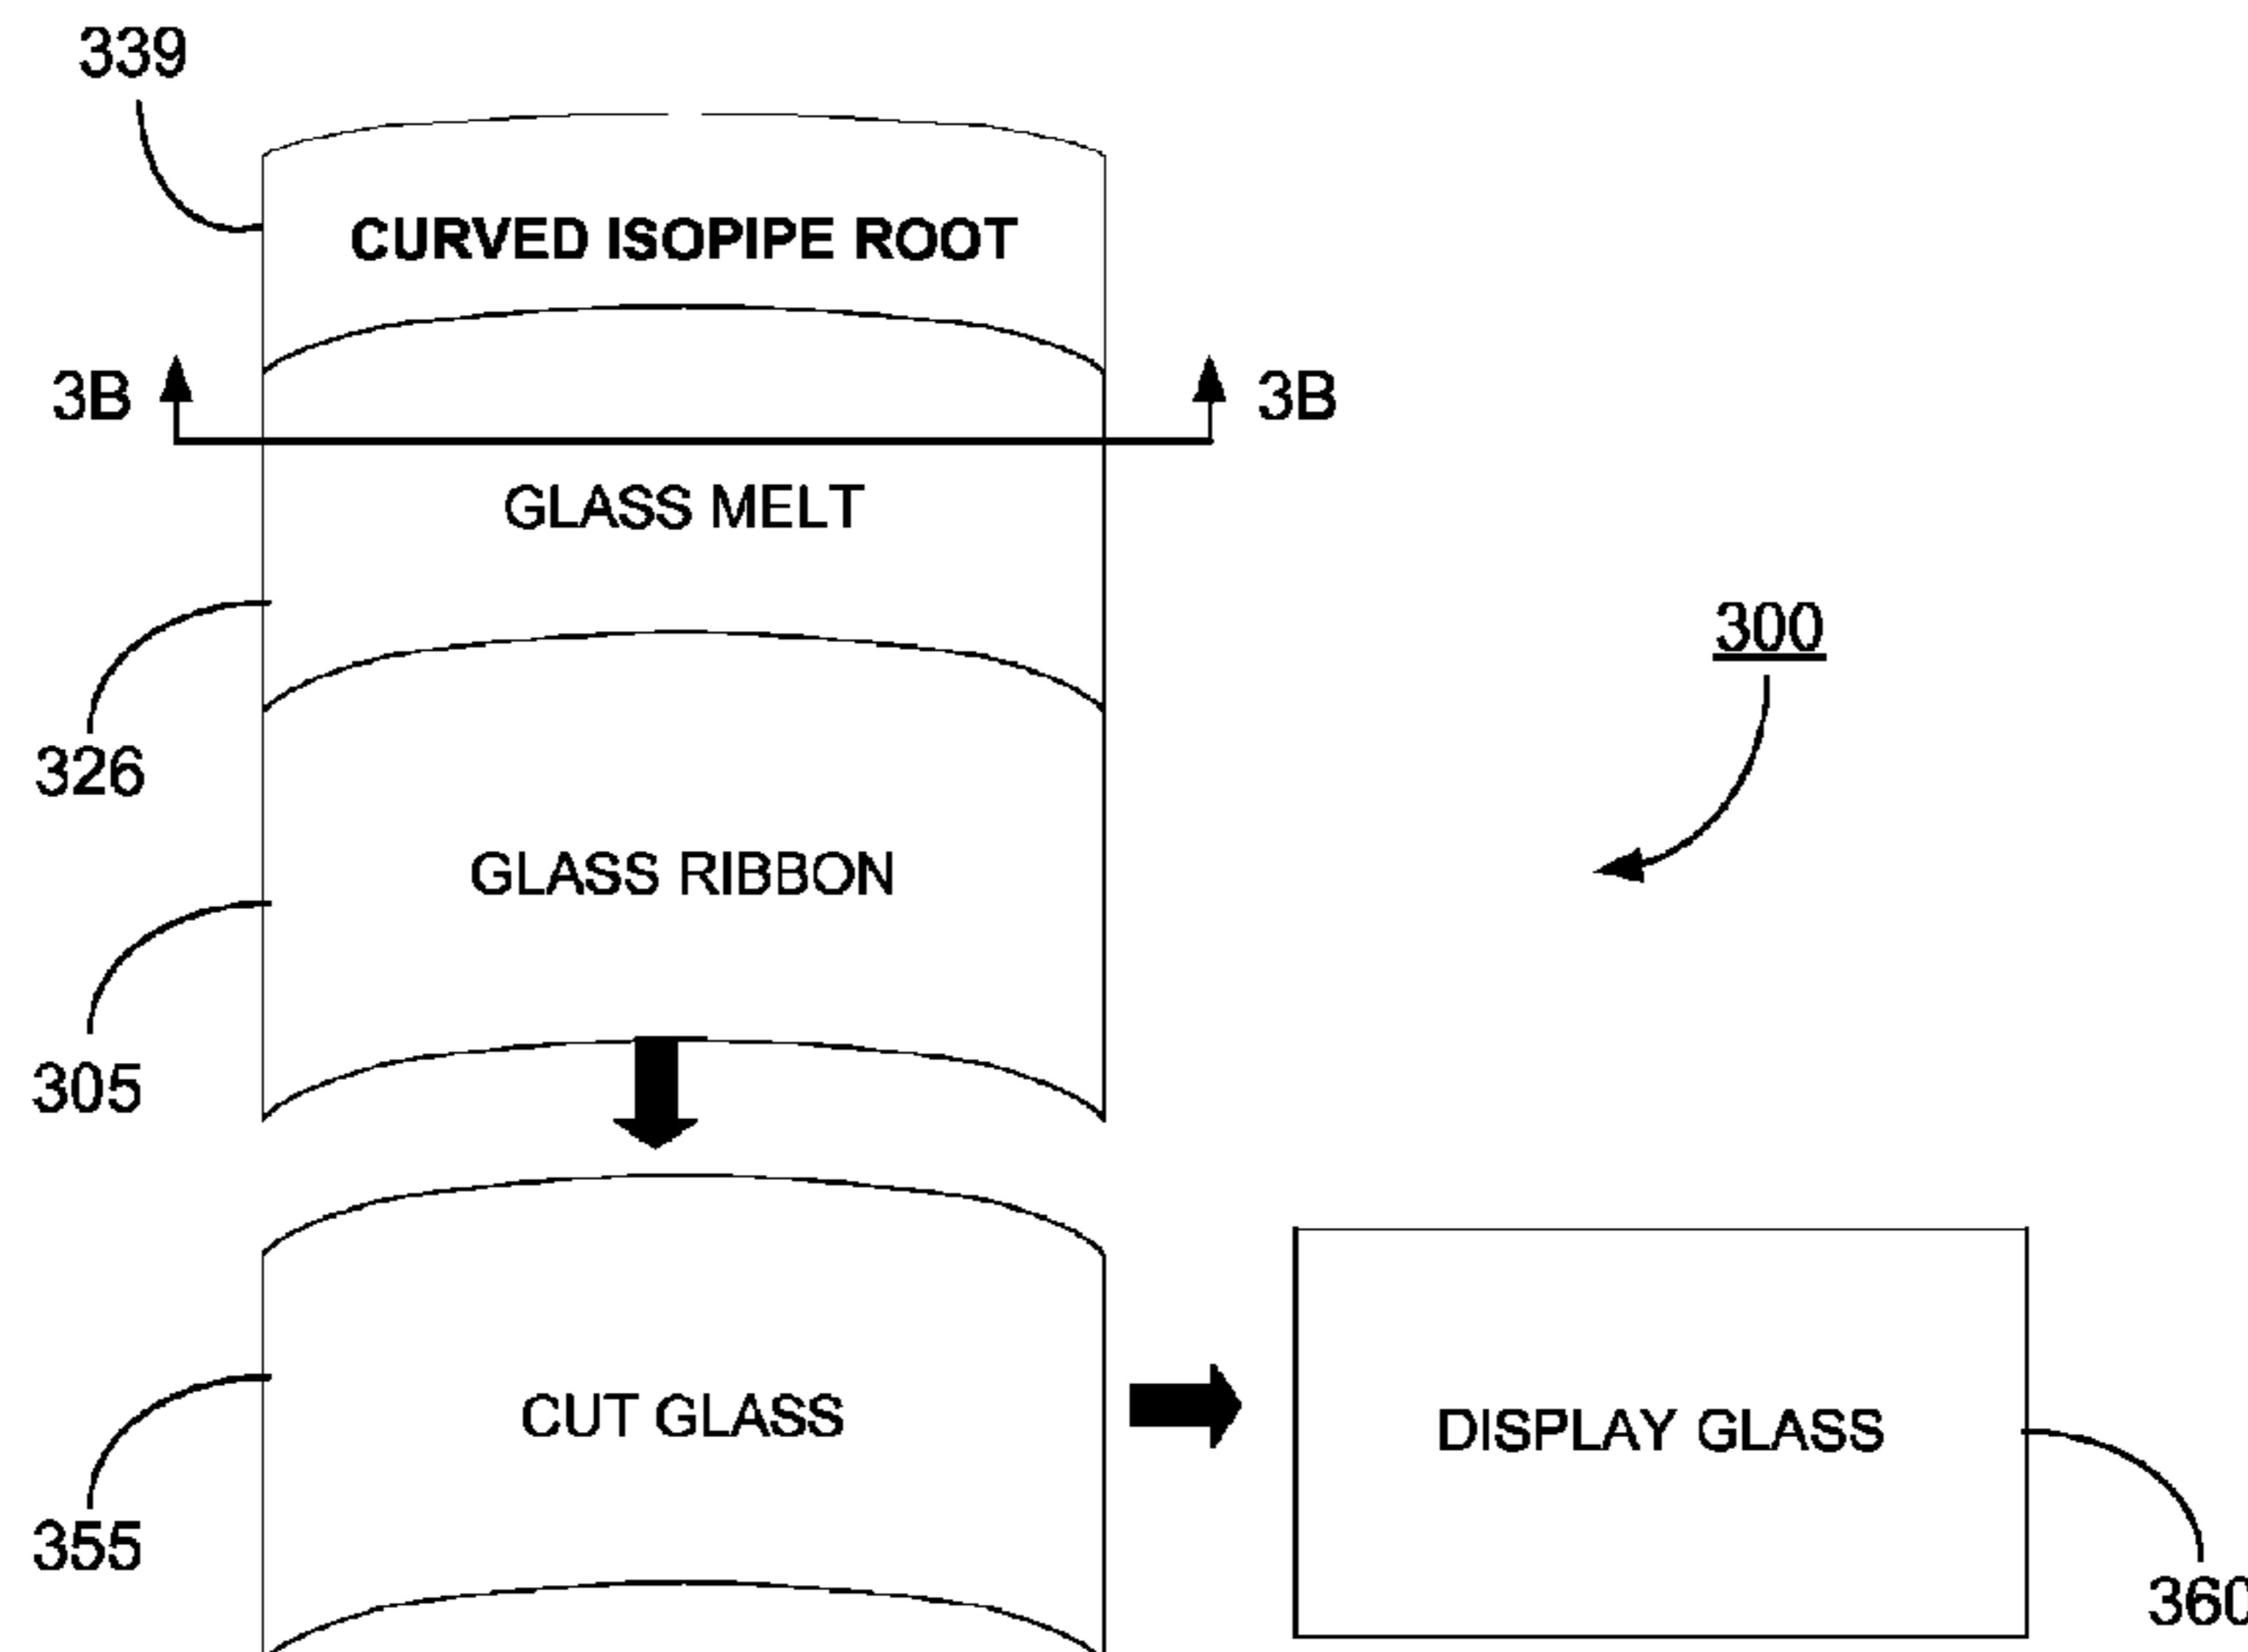 339
CURVED ISOPIPE ROOT
3B 3B
GLASS MELT
300
326
GLASS RIBBON
305
CUT GLASS
DISPLAY GLASS
355
360